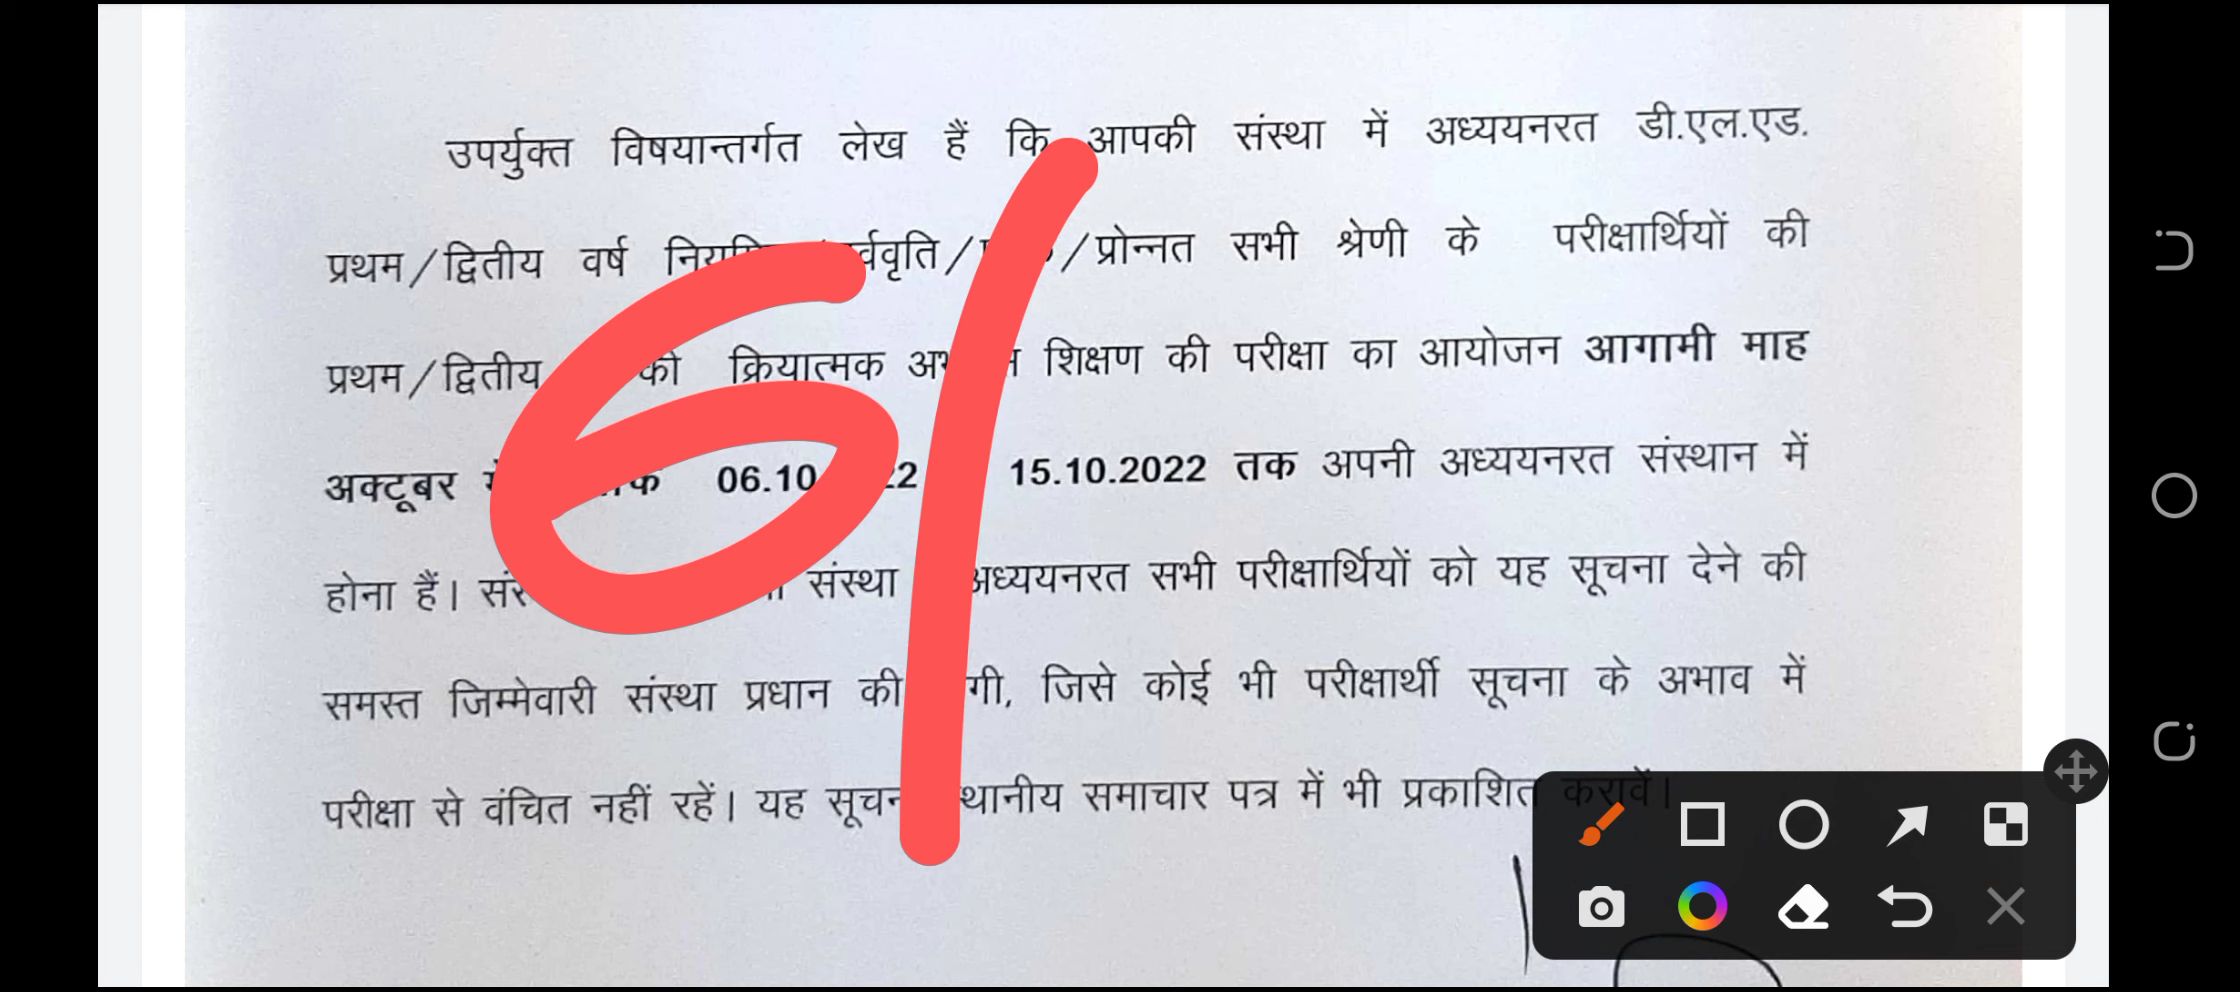 उपर्युक्त विषयान्तर्गत लेख हैं कि आपकी संस्था में अध्ययनरत डी.एल.एड.
प्रथम/द्वितीय वर्ष /प्रोन्नत सभी श्रेणी के परीक्षार्थियों की
प्रथम/द्वितीय क्रियात्मक शिक्षण की परीक्षा का आयोजन आगामी माह
अक्टूबर 06.10 22 15.10.2022 तक अपनी अध्ययनरत संस्थान में
होना हैं। संस्था अध्ययनरत सभी परीक्षार्थियों को यह सूचना देने की
समस्त जिम्मेवारी संस्था प्रधान की जिसे कोई भी परीक्षार्थी सूचना के अभाव में
परीक्षा से वंचित नहीं रहें। यह समाचार पत्र में भी प्रकाशित करावें।
6/